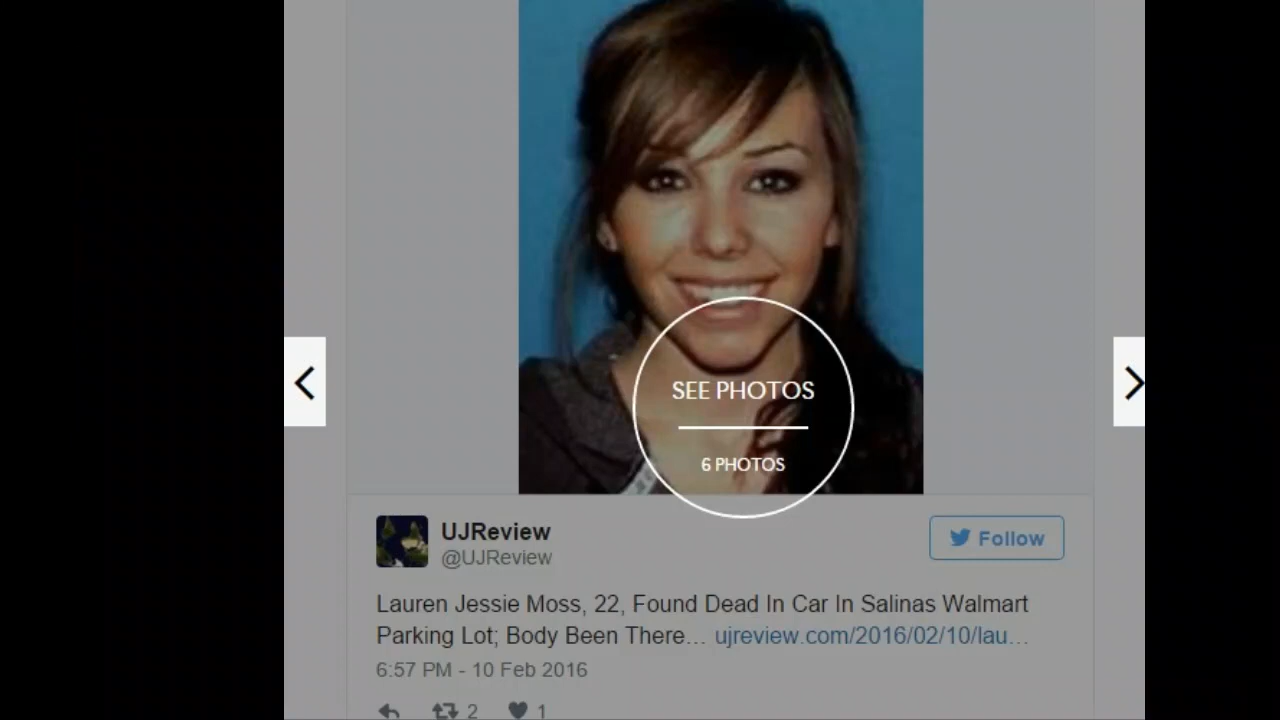 SEE PHOTOS
6 PHOTOS
UJReview
@UJReview
Follow
Lauren Jessie Moss, 22, Found Dead In Car In Salinas Walmart
Parking Lot; Body Been There… ujreview.com/2016/02/10/lau…
6:57 PM - 10 Feb 2016
2
1